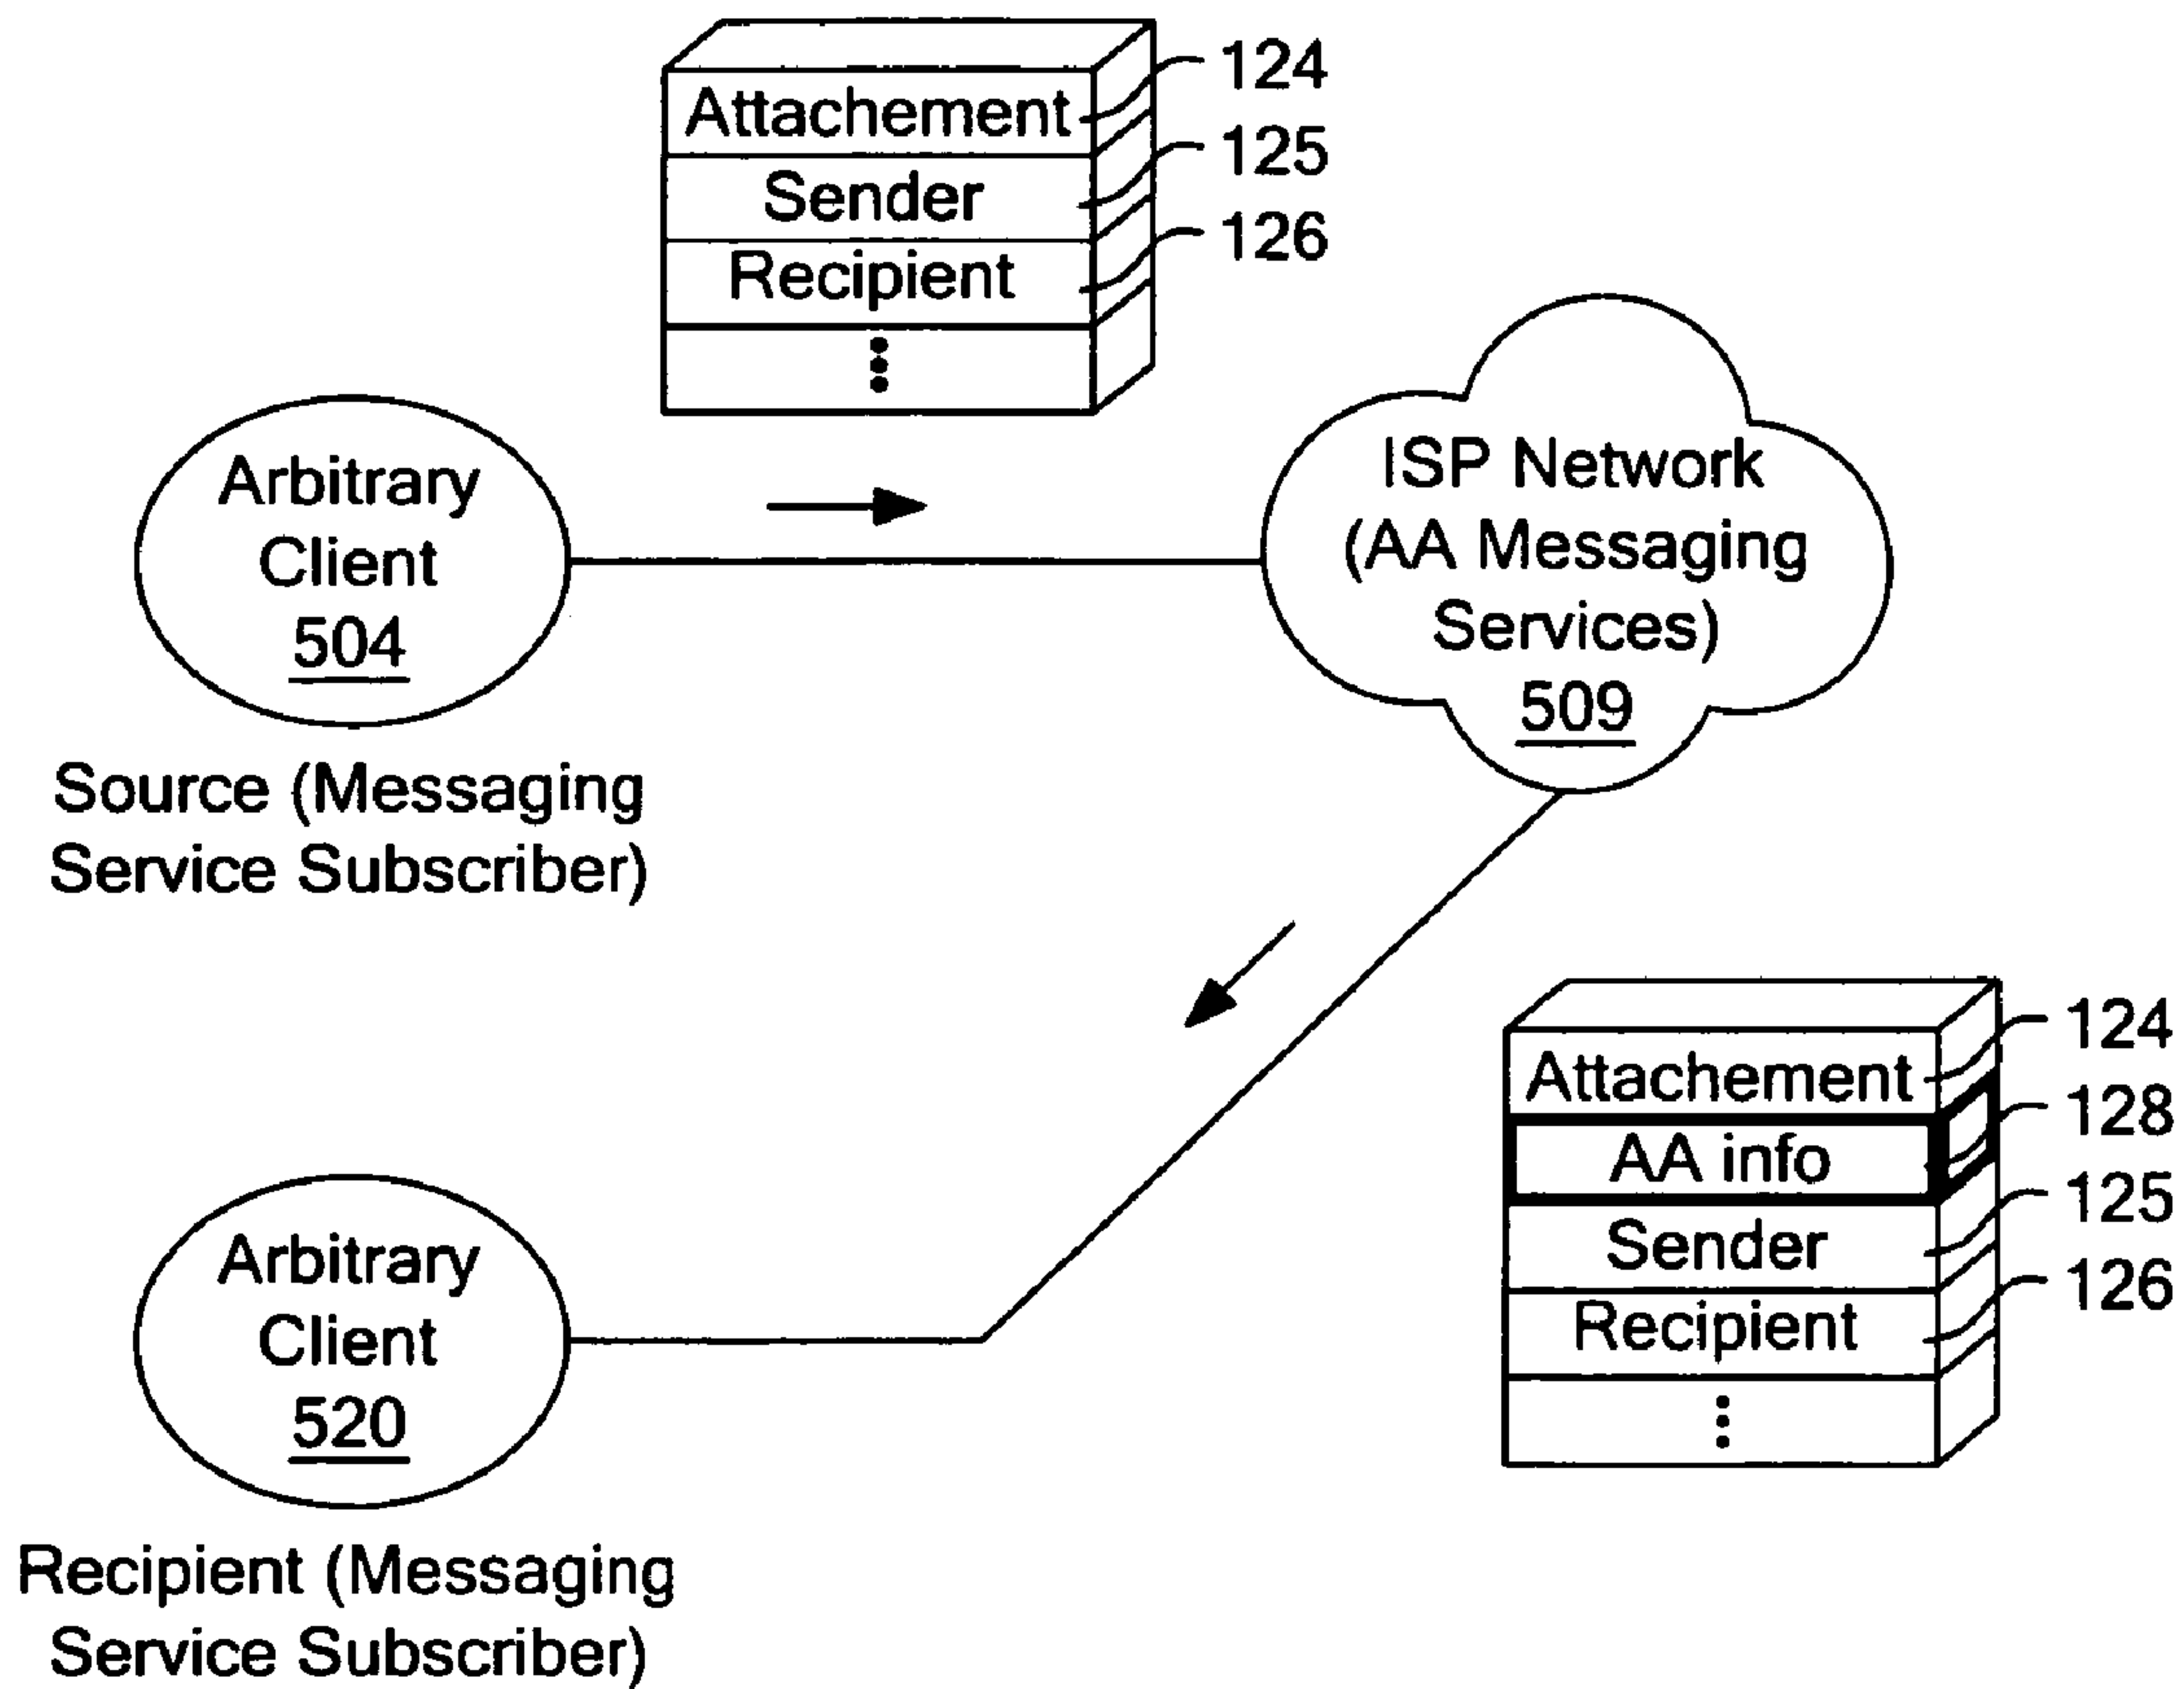 Attachement
124
Sender
125
Recipient
126
Arbitrary
Client
504
Source (Messaging
Service Subscriber)
ISP Network
(AA Messaging
Services)
509
Attachement
124
AA info
128
Sender
125
Recipient
126
Arbitrary
Client
520
Recipient (Messaging
Service Subscriber)